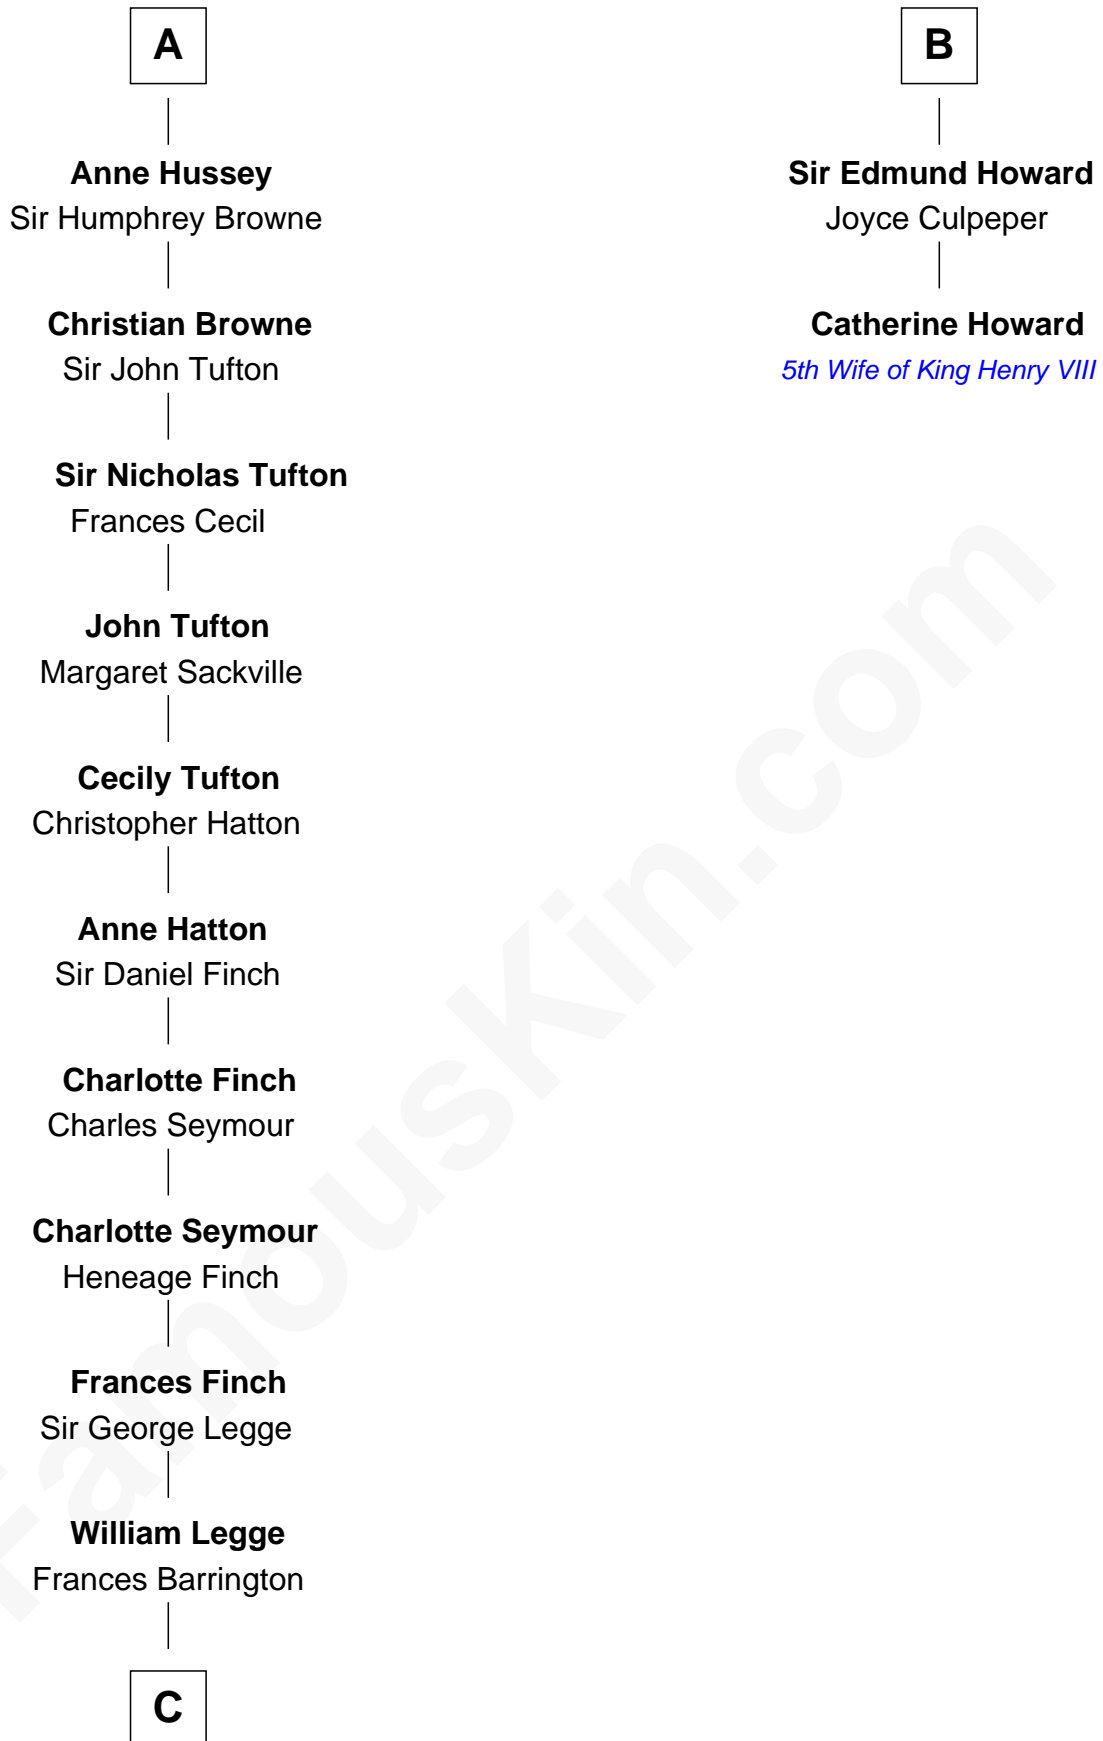 A
Anne Hussey
Sir Humphrey Browne
Christian Browne
Sir John Tufton
Sir Nicholas Tufton
Frances Cecil
John Tufton
Margaret Sackville
Cecily Tufton
Christopher Hatton
Anne Hatton
Sir Daniel Finch
Charlotte Finch
Charles Seymour
Charlotte Seymour
Heneage Finch
Frances Finch
Sir George Legge
William Legge
Frances Barrington
C
B
Sir Edmund Howard
Joyce Culpeper
Catherine Howard
5th Wife of King Henry VIII
FamousKin.com